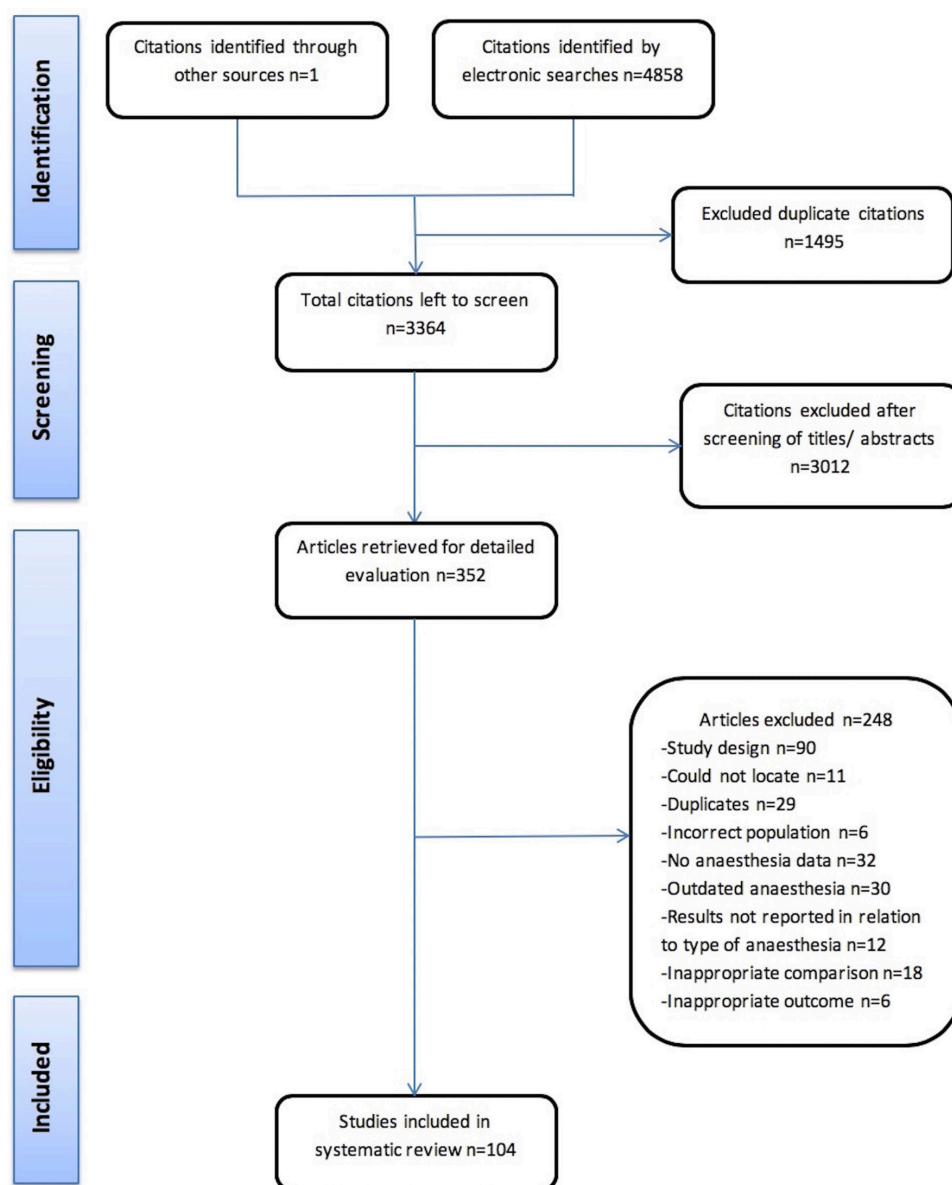 Identification
Citations identified through
other sources n=1
Citations identified by
electronic searches n=4858
Excluded duplicate citations
n=1495
Screening
Total citations left to screen
n=3364
Citations excluded after
screening of titles/ abstracts
n=3012
Eligibility
Articles retrieved for detailed
evaluation n=352
Articles excluded n=248
-Study design n=90
-Could not locate n=11
-Duplicates n=29
-Incorrect population n=6
-No anaesthesia data n=32
-Outdated anaesthesia n=30
-Results not reported in relation
to type of anaesthesia n=12
-Inappropriate comparison n=18
-Inappropriate outcome n=6
Included
Studies included in
systematic review n=104